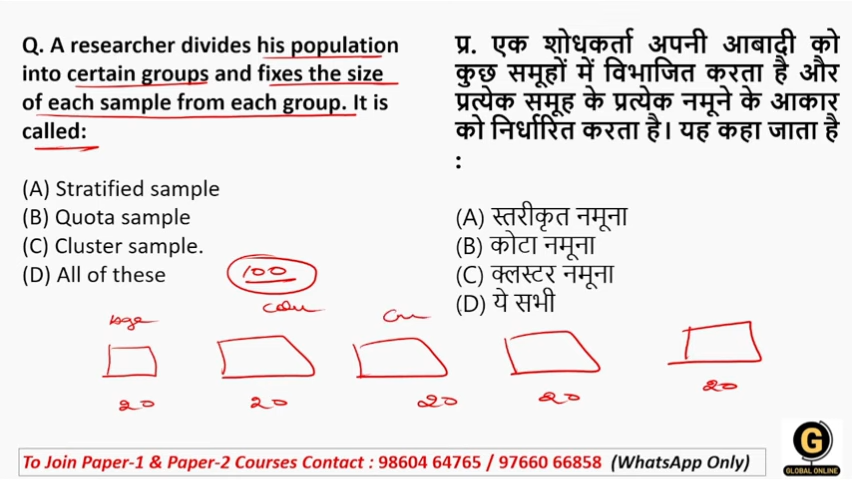 Q. A researcher divides his population
into certain groups and fixes the size
of each sample from each group. It is
called:
(A) Stratified sample
(B) Quota sample
(C) Cluster sample.
(D) All of these
प्र. एक शोधकर्ता अपनी आबादी को
कुछ समूहों में विभाजित करता है और
प्रत्येक समूह के प्रत्येक नमूने के आकार
को निर्धारित करता है। यह कहा जाता है
:
(A) स्तरीकृत नमूना
(B) कोटा नमूना
(C) क्लस्टर नमूना
(D) ये सभी
100
Age
20 20 20 20 20
To Join Paper-1 & Paper-2 Courses Contact : 98604 64765 / 97660 66858 (WhatsApp Only)
G
GLOBAL ONLINE